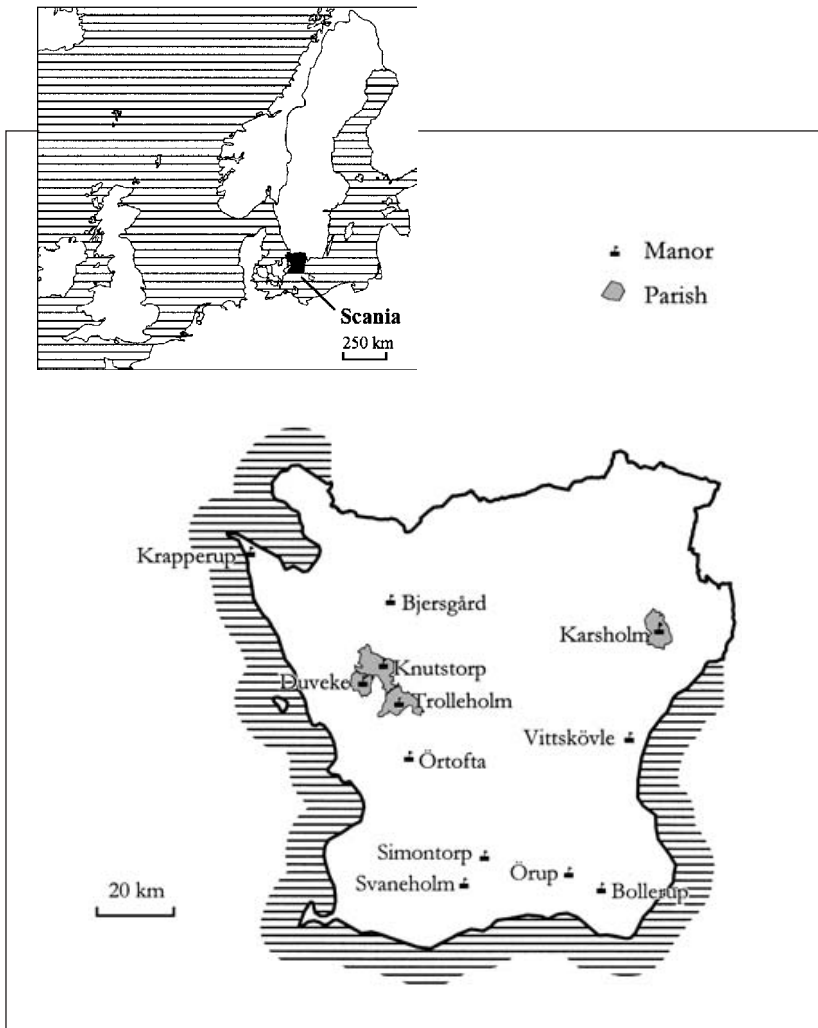 Scania
250 km
Manor
Parish
Krapperup
Bjersgård
Karsholm
Knutstorp
Duveke
Trolleholm
Vittskövle
Örtofta
Simontorp
Örup
Svaneholm
Bollerup
20 km